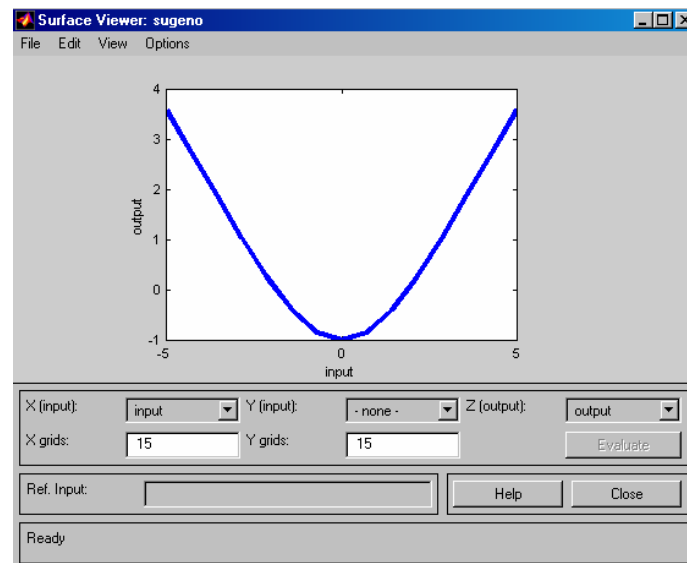 Surface Viewer: sugeno
File Edit View Options
4
3
2
1
0
-1
output
-5 0 5
input
X (input): input Y (input): - none - Z (output): output
X grids: 15 Y grids: 15 Evaluate
Ref. Input: Help Close
Ready